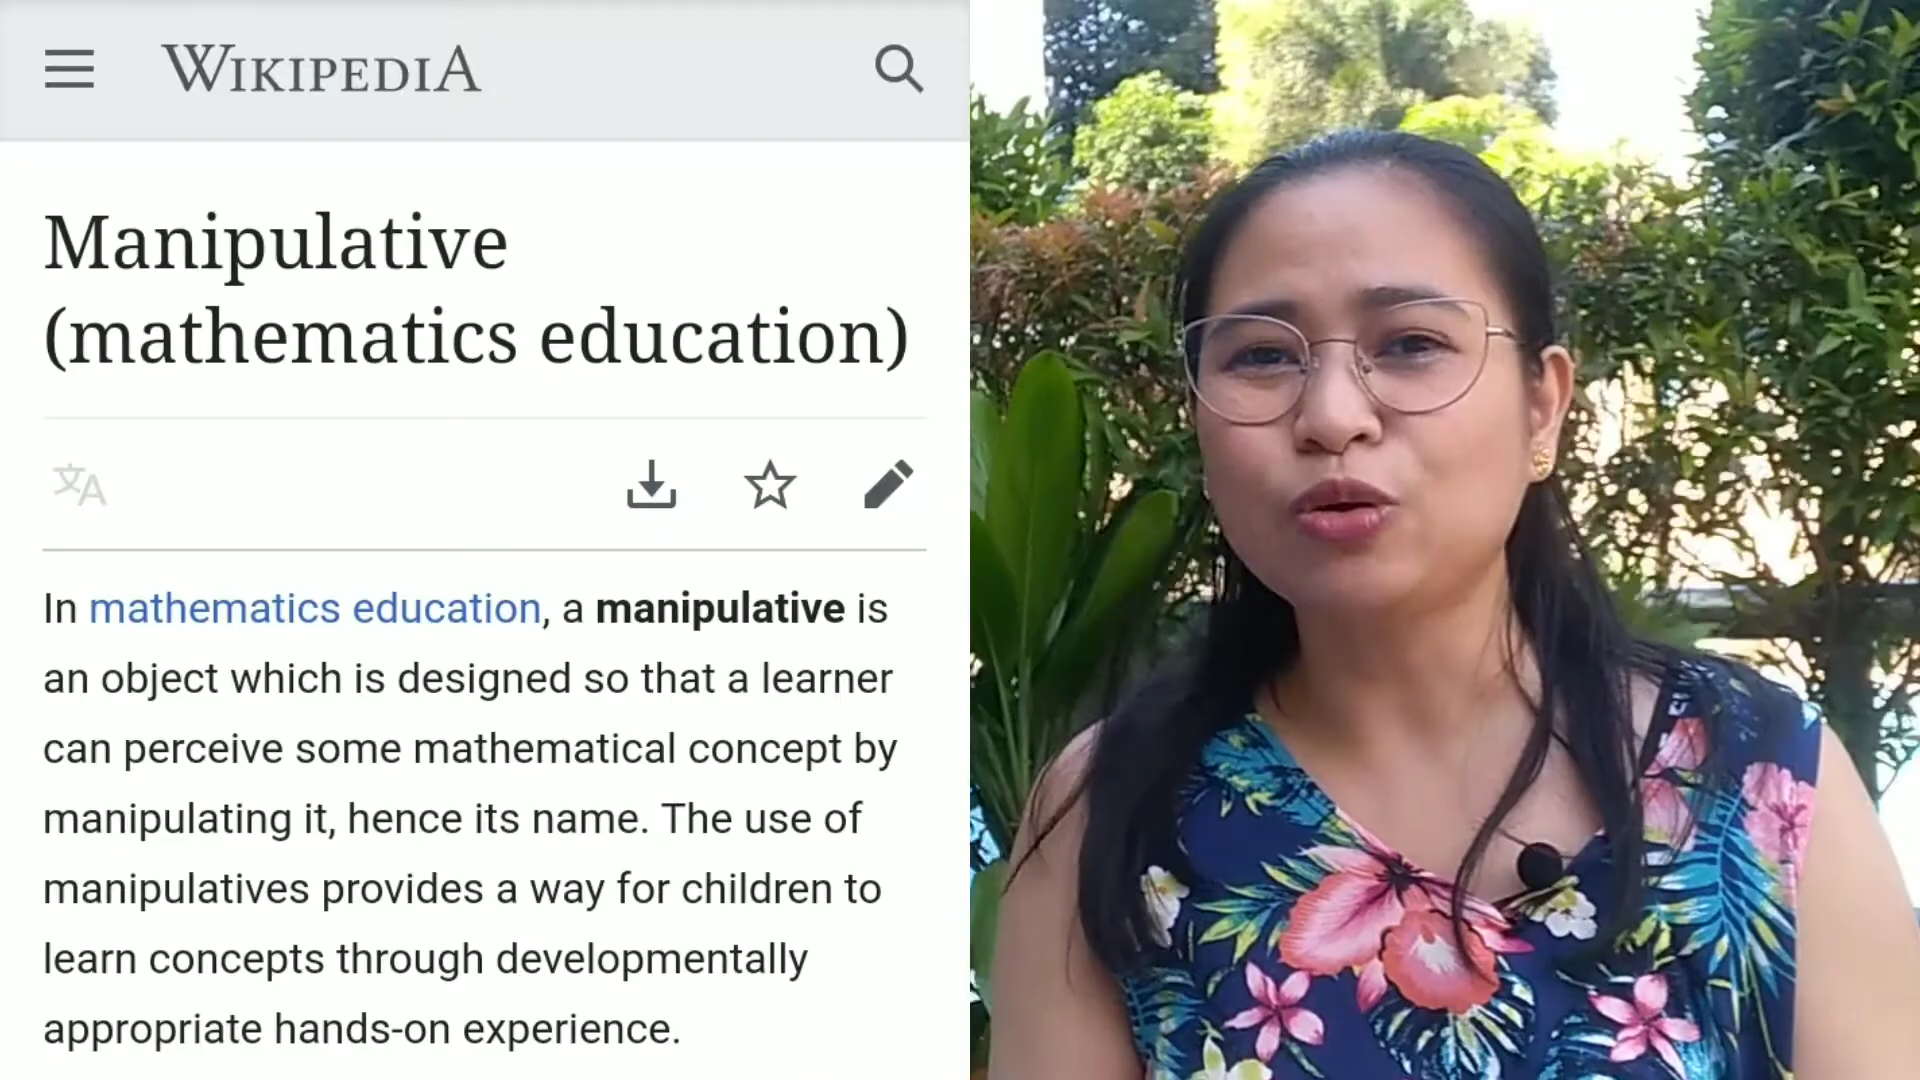 WIKIPEDIA
Manipulative
(mathematics education)
In mathematics education, a manipulative is
an object which is designed so that a learner
can perceive some mathematical concept by
manipulating it, hence its name. The use of
manipulatives provides a way for children to
learn concepts through developmentally
appropriate hands-on experience.